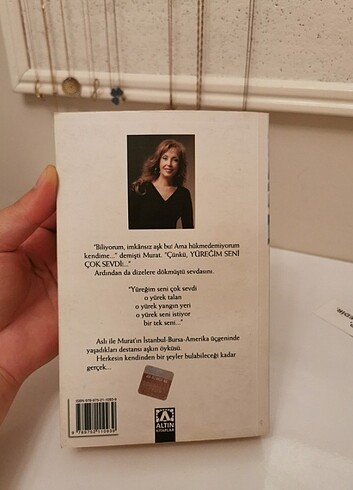 "Biliyorum, imkânsız aşk bu! Ama hükmedemiyorum
kendime..." demişti Murat. "Çünkü, YÜREĞİM SENİ
ÇOK SEVDİ!.."
Ardından da dizelere dökmüştü sevdasını.
"Yüreğim seni çok sevdi
o yürek talan
o yürek yangın yeri
o yürek seni istiyor
bir tek seni..."
Aslı ile Murat'ın İstanbul-Bursa-Amerika üçgeninde
yaşadıkları destansı aşkın öyküsü.
Herkesin kendinden bir şeyler bulabileceği kadar
gerçek...
ALTIN
KİTAPLAR